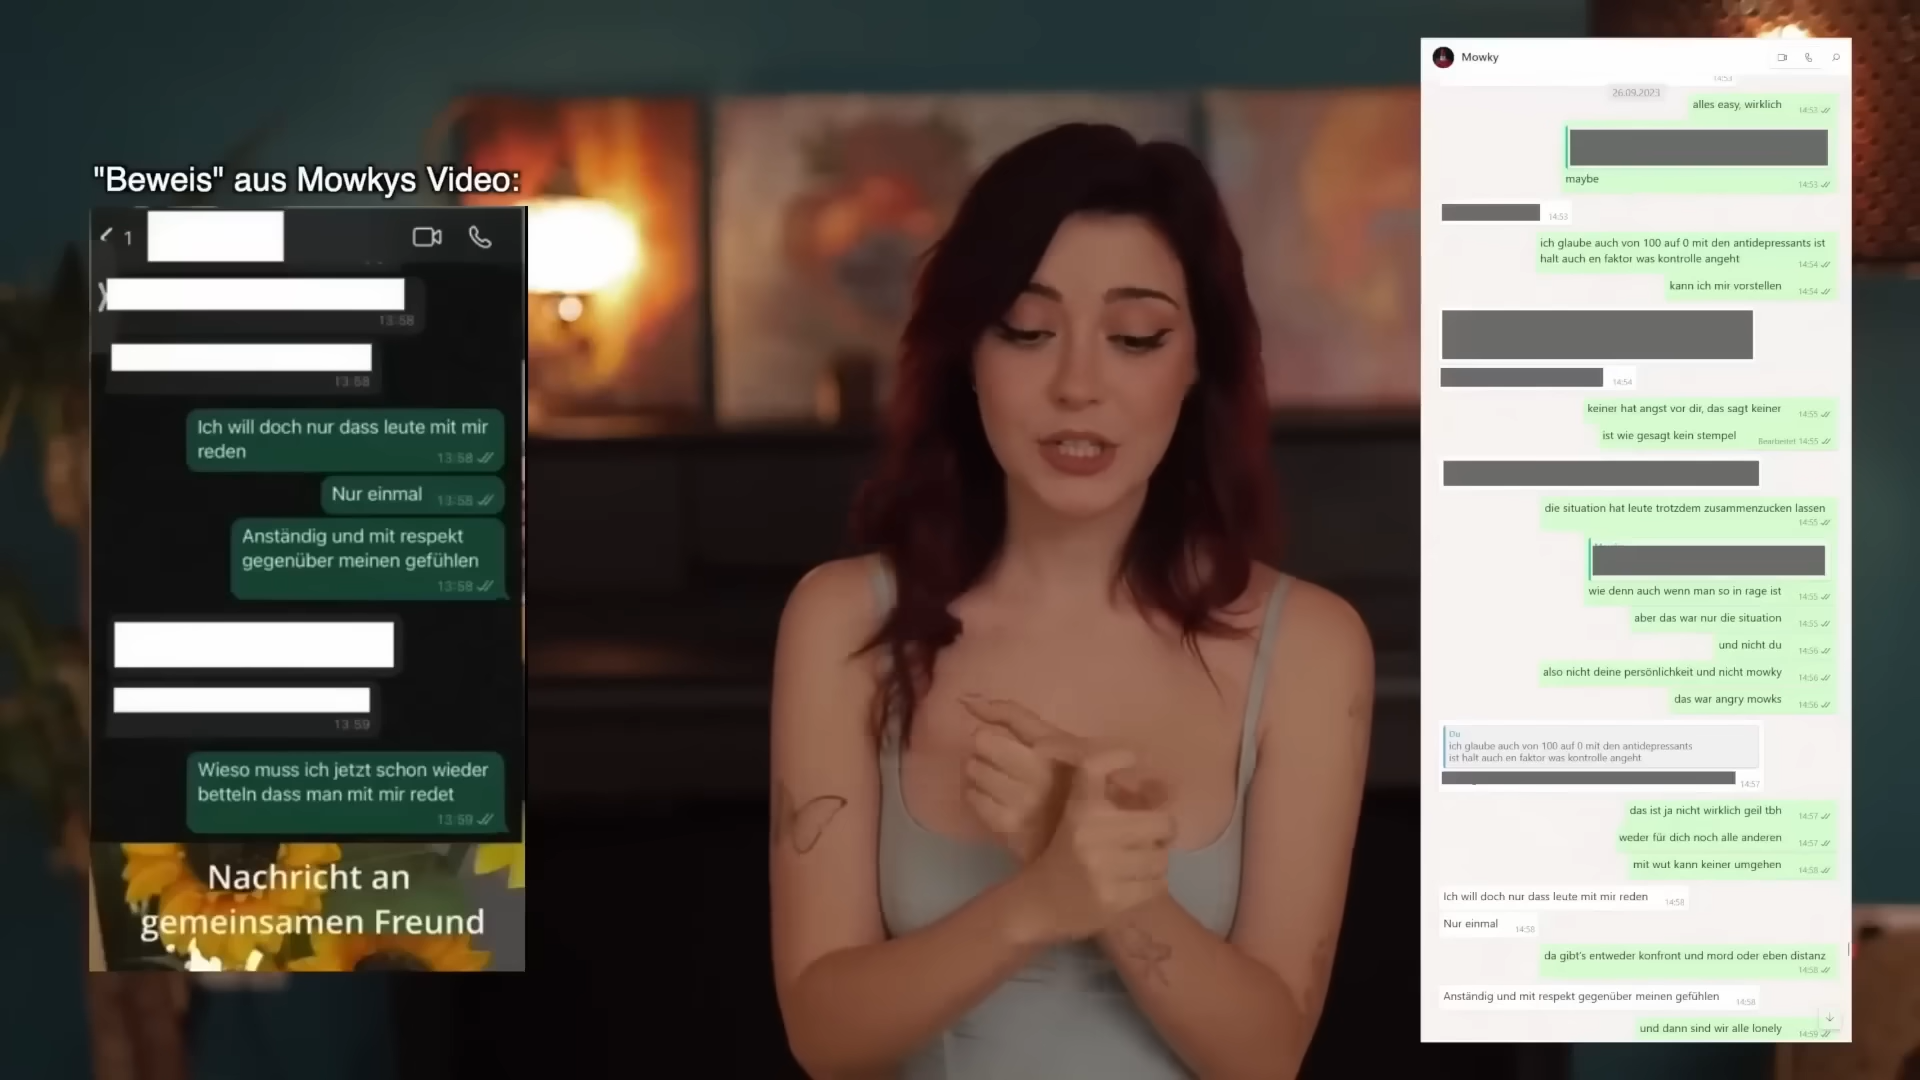 "Beweis" aus Mowkys Video:
1
13:58
13:58
Ich will doch nur dass leute mit mir
reden
13:58
Nur einmal
13:58
Anständig und mit respekt
gegenüber meinen gefühlen
13:58
13:59
Wieso muss ich jetzt schon wieder
betteln dass man mit mir redet
13:59
Nachricht an
gemeinsamen Freund
Mowky
14:53
26.09.2023
alles easy, wirklich
14:53
maybe
14:53
14:53
ich glaube auch von 100 auf 0 mit den antidepressants ist
halt auch en faktor was kontrolle angeht
14:54
kann ich mir vorstellen
14:54
14:54
keiner hat angst vor dir, das sagt keiner
14:55
ist wie gesagt kein stempel
Bearbeitet 14:55
die situation hat leute trotzdem zusammenzucken lassen
14:55
wie denn auch wenn man so in rage ist
14:55
aber das war nur die situation
14:55
und nicht du
14:56
also nicht deine persönlichkeit und nicht mowky
14:56
das war angry mowks
14:56
Du
ich glaube auch von 100 auf 0 mit den antidepressants
ist halt auch en faktor was kontrolle angeht
14:57
das ist ja nicht wirklich geil tbh
14:57
weder für dich noch alle anderen
14:57
mit wut kann keiner umgehen
14:58
Ich will doch nur dass leute mit mir reden
14:58
Nur einmal
14:58
da gibt's entweder konfront und mord oder eben distanz
14:58
Anständig und mit respekt gegenüber meinen gefühlen
14:58
und dann sind wir alle lonely
14:59